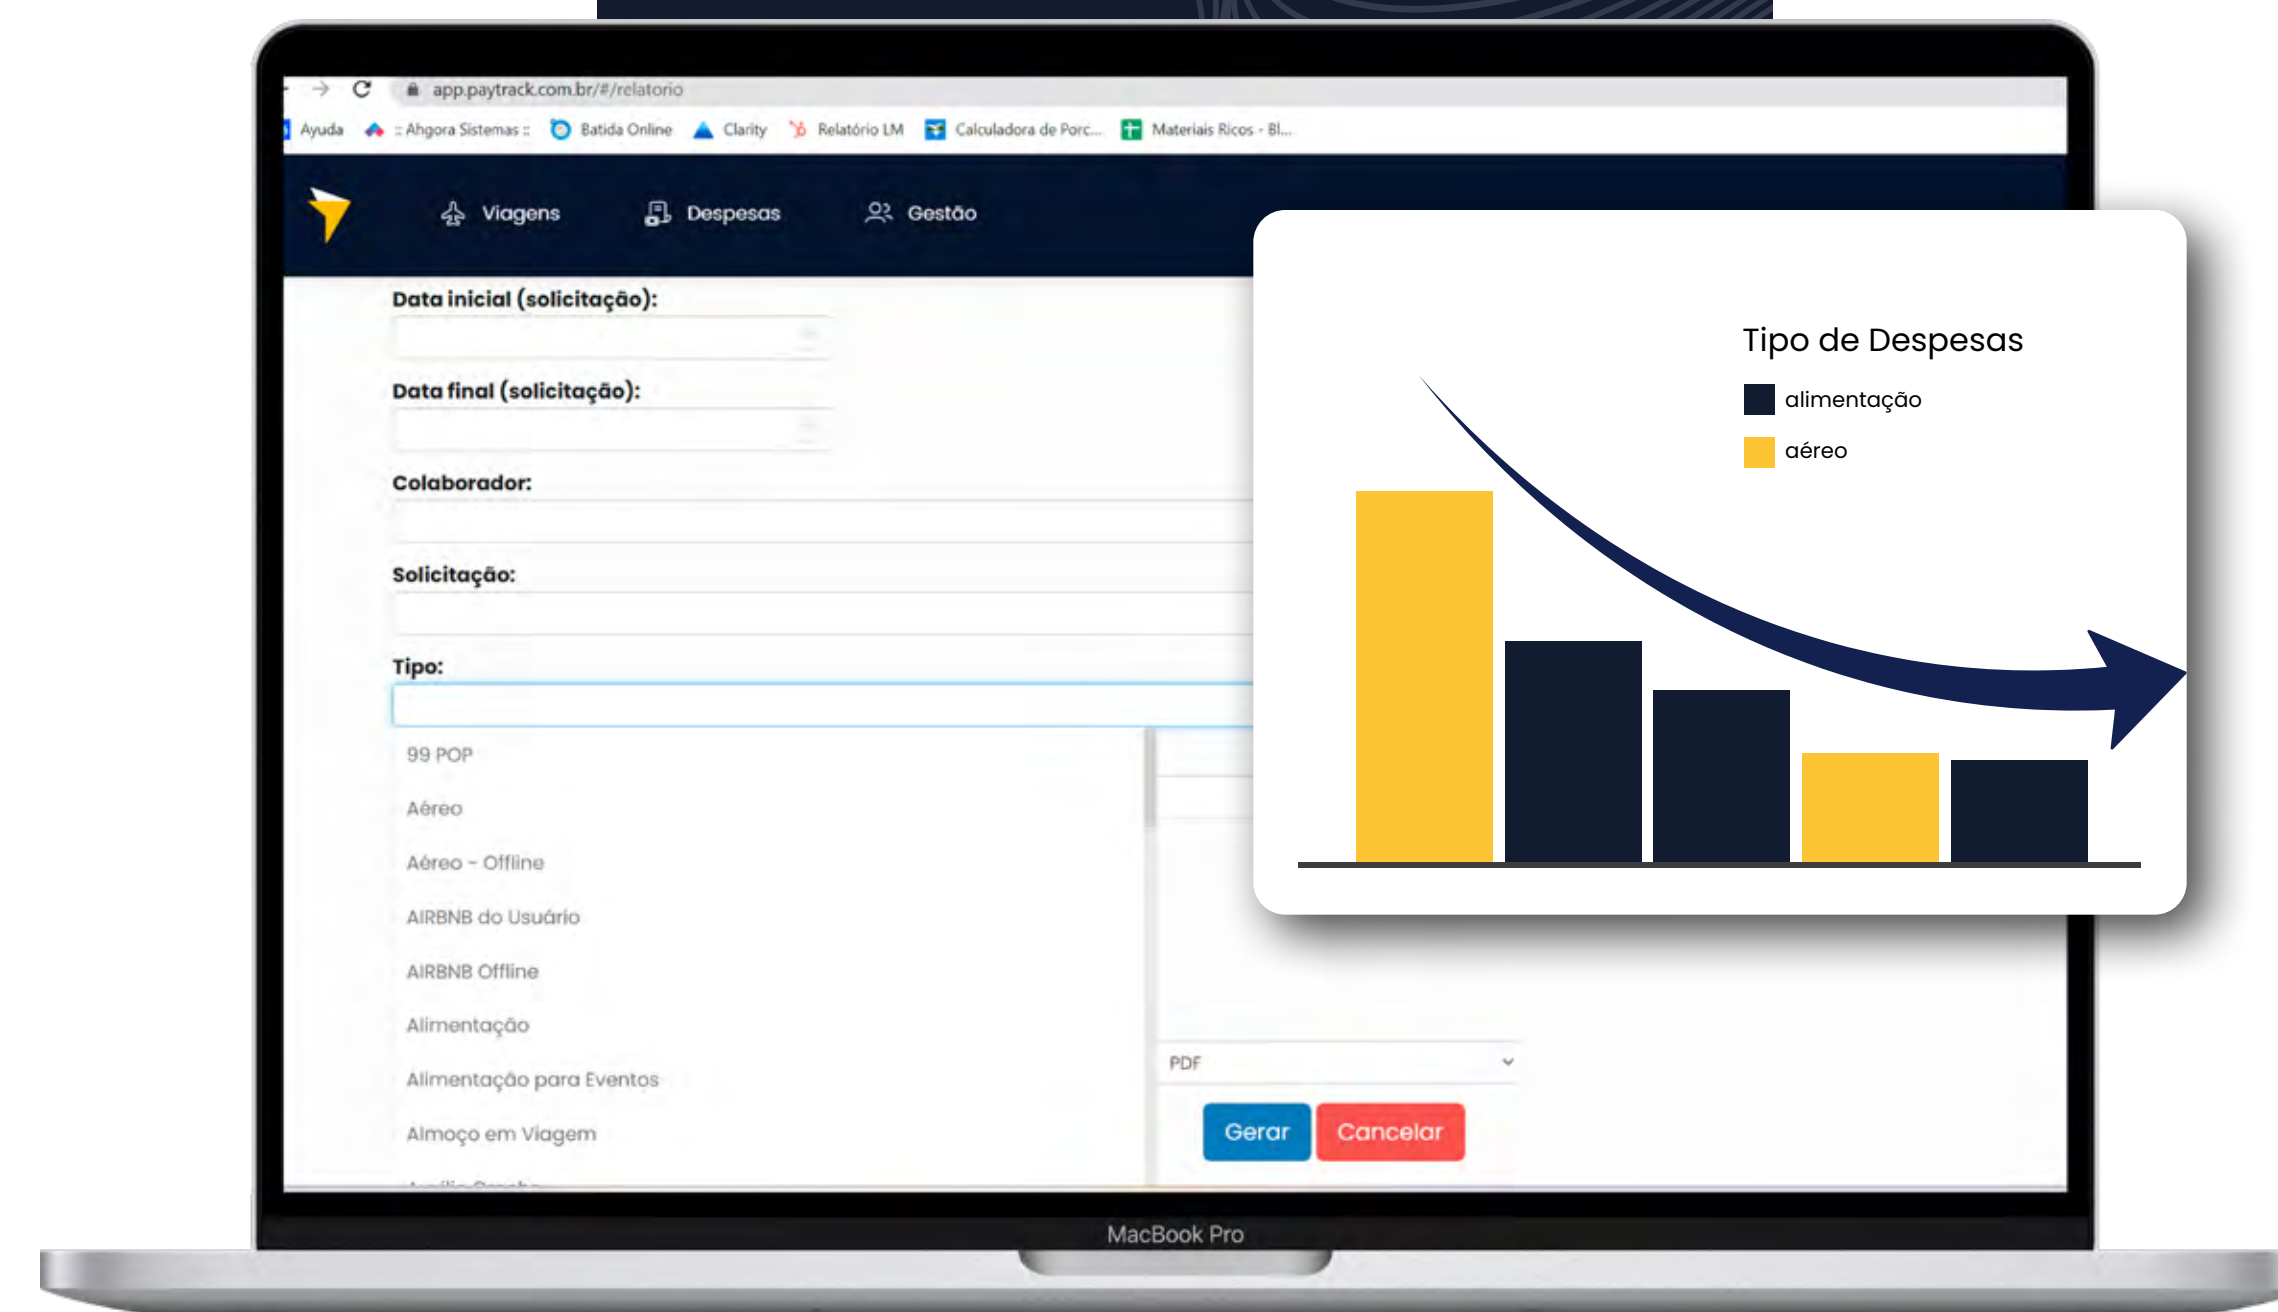 app.paytrack.com.br/#/relatorio
Ayuda
:: Ahgora Sistemas ::
Batida Online
Clarity
Relatório LM
Calculadora de Porc...
Materiais Ricos - Bl...
Viagens
Despesas
Gestão
Data inicial (solicitação):
Data final (solicitação):
Colaborador:
Solicitação:
Tipo:
99 POP
Aéreo
Aéreo - Offline
AIRBNB do Usuário
AIRBNB Offline
Alimentação
Alimentação para Eventos
Almoço em Viagem
PDF
Gerar
Cancelar
Tipo de Despesas
alimentação
aéreo
MacBook Pro